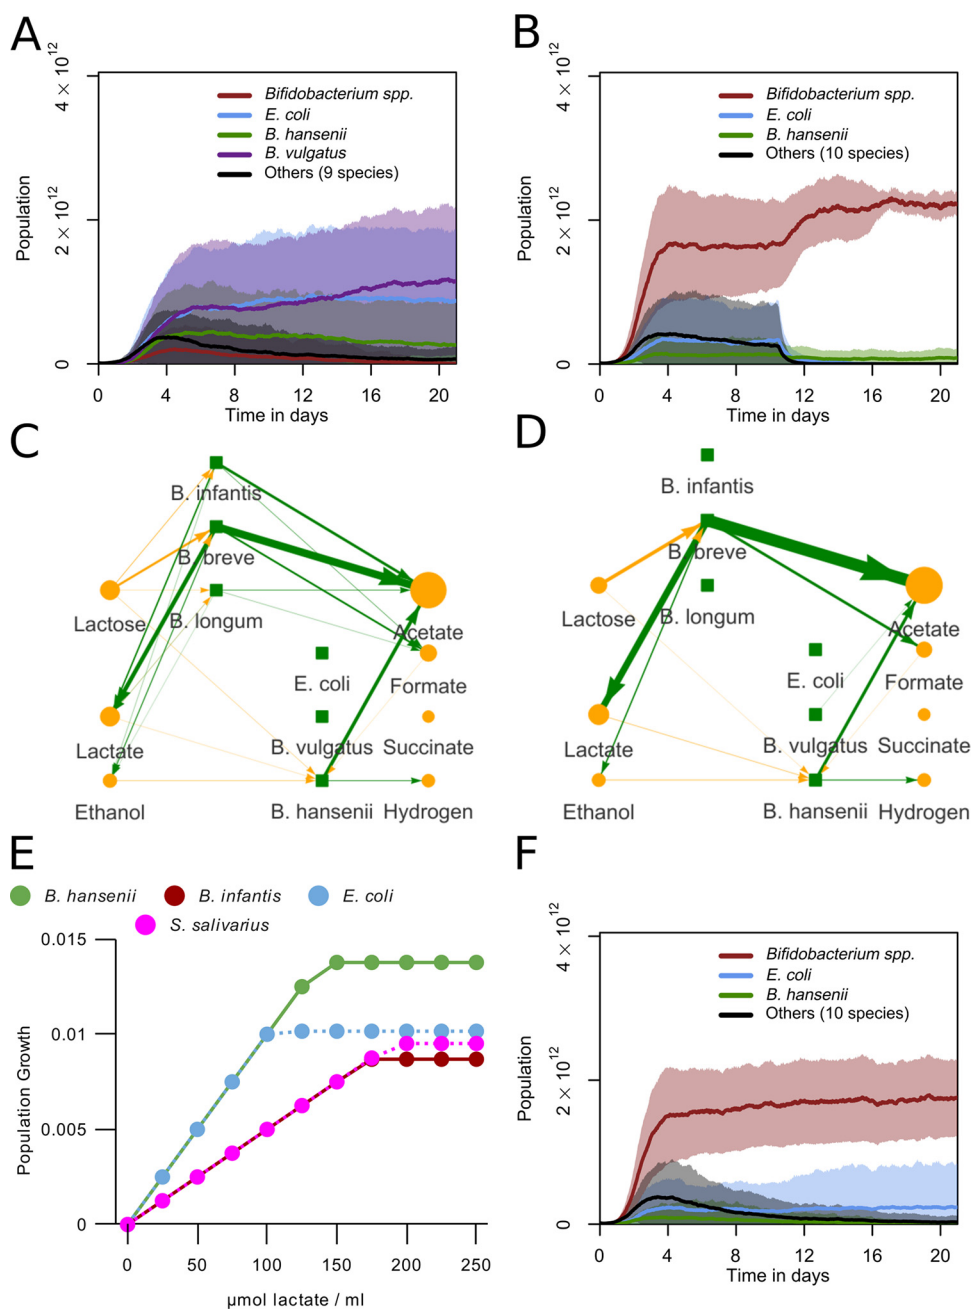 A
4 × 10^12
2 × 10^12
0
Population
Bifidobacterium spp.
E. coli
B. hansenii
B. vulgatus
Others (9 species)
0 4 8 12 16 20
Time in days
B
4 × 10^12
2 × 10^12
0
Population
Bifidobacterium spp.
E. coli
B. hansenii
Others (10 species)
0 4 8 12 16 20
Time in days
C
B. infantis
B. breve
Lactose
B. longum
Acetate
E. coli
Formate
Lactate
B. vulgatus
Succinate
Ethanol
B. hansenii
Hydrogen
D
B. infantis
B. breve
Lactose
B. longum
Acetate
E. coli
Formate
Lactate
B. vulgatus
Succinate
Ethanol
B. hansenii
Hydrogen
E
B. hansenii
B. infantis
E. coli
S. salivarius
0.015
0.01
0.005
0
Population Growth
0 50 100 150 200 250
µmol lactate / ml
F
4 × 10^12
2 × 10^12
0
Population
Bifidobacterium spp.
E. coli
B. hansenii
Others (10 species)
0 4 8 12 16 20
Time in days